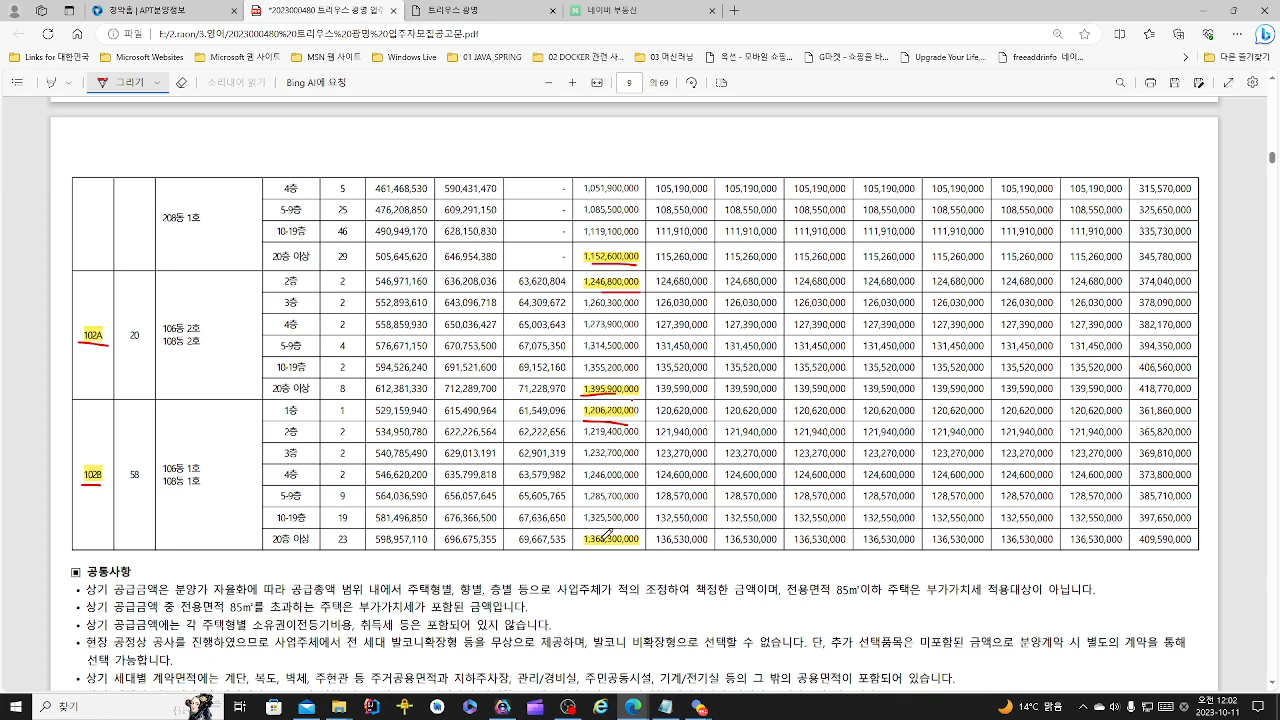 청약홈 | APT분양정보
*2023000480 트리우스 광명 입주
트리우스 광명
네이버 부동산
파일
E:/2.raon/3.영어/2023000480%20트리우스%20광명%20입주자모집공고문.pdf
Links for 대한민국
Microsoft Websites
Microsoft 웹 사이트
MSN 웹 사이트
Windows Live
01 JAVA, SPRING
02 DOCKER 관련 사...
03 머신러닝
옥션 - 모바일 쇼핑...
G마켓 - 쇼핑을 바...
Upgrade Your Life...
freeaddrinfo 네이...
다른 즐겨찾기
그리기
소리내어 읽기
Bing AI에 요청
9 의 69
208동 1호
4층 5 461,468,530 590,431,470 - 1,051,900,000 105,190,000 105,190,000 105,190,000 105,190,000 105,190,000 105,190,000 105,190,000 315,570,000
5-9층 25 476,208,850 609,291,150 - 1,085,500,000 108,550,000 108,550,000 108,550,000 108,550,000 108,550,000 108,550,000 108,550,000 325,650,000
10-19층 46 490,949,170 628,150,830 - 1,119,100,000 111,910,000 111,910,000 111,910,000 111,910,000 111,910,000 111,910,000 111,910,000 335,730,000
20층 이상 29 505,645,620 646,954,380 - 1,152,600,000 115,260,000 115,260,000 115,260,000 115,260,000 115,260,000 115,260,000 115,260,000 345,780,000
102A 20 106동 2호
108동 2호
2층 2 546,971,160 636,208,036 63,620,804 1,246,800,000 124,680,000 124,680,000 124,680,000 124,680,000 124,680,000 124,680,000 124,680,000 374,040,000
3층 2 552,893,610 643,096,718 64,309,672 1,260,300,000 126,030,000 126,030,000 126,030,000 126,030,000 126,030,000 126,030,000 126,030,000 378,090,000
4층 2 558,859,930 650,036,427 65,003,643 1,273,900,000 127,390,000 127,390,000 127,390,000 127,390,000 127,390,000 127,390,000 127,390,000 382,170,000
5-9층 4 576,671,150 670,753,500 67,075,350 1,314,500,000 131,450,000 131,450,000 131,450,000 131,450,000 131,450,000 131,450,000 131,450,000 394,350,000
10-19층 2 594,526,240 691,521,600 69,152,160 1,355,200,000 135,520,000 135,520,000 135,520,000 135,520,000 135,520,000 135,520,000 135,520,000 406,560,000
20층 이상 8 612,381,330 712,289,700 71,228,970 1,395,900,000 139,590,000 139,590,000 139,590,000 139,590,000 139,590,000 139,590,000 139,590,000 418,770,000
102B 58 106동 1호
108동 1호
1층 1 529,159,940 615,490,964 61,549,096 1,206,200,000 120,620,000 120,620,000 120,620,000 120,620,000 120,620,000 120,620,000 120,620,000 361,860,000
2층 2 534,950,780 622,226,564 62,222,656 1,219,400,000 121,940,000 121,940,000 121,940,000 121,940,000 121,940,000 121,940,000 121,940,000 365,820,000
3층 2 540,785,490 629,013,191 62,901,319 1,232,700,000 123,270,000 123,270,000 123,270,000 123,270,000 123,270,000 123,270,000 123,270,000 369,810,000
4층 2 546,620,200 635,799,818 63,579,982 1,246,000,000 124,600,000 124,600,000 124,600,000 124,600,000 124,600,000 124,600,000 124,600,000 373,800,000
5-9층 9 564,036,590 656,057,645 65,605,765 1,285,700,000 128,570,000 128,570,000 128,570,000 128,570,000 128,570,000 128,570,000 128,570,000 385,710,000
10-19층 19 581,496,850 676,366,500 67,636,650 1,325,500,000 132,550,000 132,550,000 132,550,000 132,550,000 132,550,000 132,550,000 132,550,000 397,650,000
20층 이상 23 598,957,110 696,675,355 69,667,535 1,365,300,000 136,530,000 136,530,000 136,530,000 136,530,000 136,530,000 136,530,000 136,530,000 409,590,000
▣ 공통사항
• 상기 공급금액은 분양가 자율화에 따라 공급총액 범위 내에서 주택형별, 항별, 층별 등으로 사업주체가 적의 조정하여 책정한 금액이며, 전용면적 85㎡이하 주택은 부가가치세 적용대상이 아닙니다.
• 상기 공급금액 중 전용면적 85㎡를 초과하는 주택은 부가가치세가 포함된 금액입니다.
• 상기 공급금액에는 각 주택형별 소유권이전등기비용, 취득세 등은 포함되어 있지 않습니다.
• 현장 공정상 공사를 진행하였으므로 사업주체에서 전 세대 발코니확장형 등을 무상으로 제공하며, 발코니 비확장형으로 선택할 수 없습니다. 단, 추가 선택품목은 미포함된 금액으로 분양계약 시 별도의 계약을 통해
선택 가능합니다.
• 상기 세대별 계약면적에는 계단, 복도, 벽체, 주현관 등 주거공용면적과 지하주차장, 관리/경비실, 주민공동시설, 기계/전기실 등의 그 밖의 공용면적이 포함되어 있습니다.
찾기
14°C 맑음
오전 12:02
2023-10-11